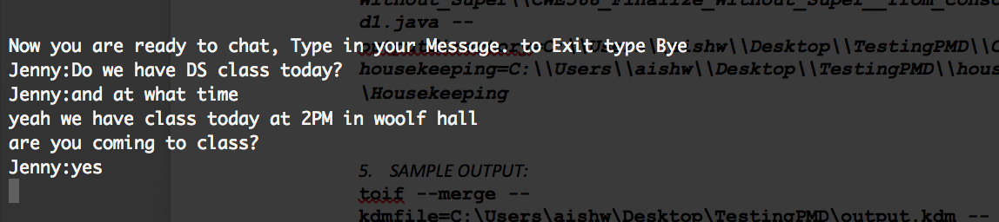 Without_Super\\CWE568_Finalize_Without_Super__from_conso
d1.java --
Now you are ready to chat, Type in your Message. to Exit type Bye
\\Desktop\\TestingPMD\\
Jenny:Do we have DS class today?
housekeeping=C:\\Users\\aishw\\Desktop\\TestingPMD\\hous
Jenny:and at what time
\Housekeeping
yeah we have class today at 2PM in woolf hall
are you coming to class?
Jenny:yes
5. SAMPLE OUTPUT:
toif --merge --
kdmfile=C:\Users\aishw\Desktop\TestingPMD\output.kdm --